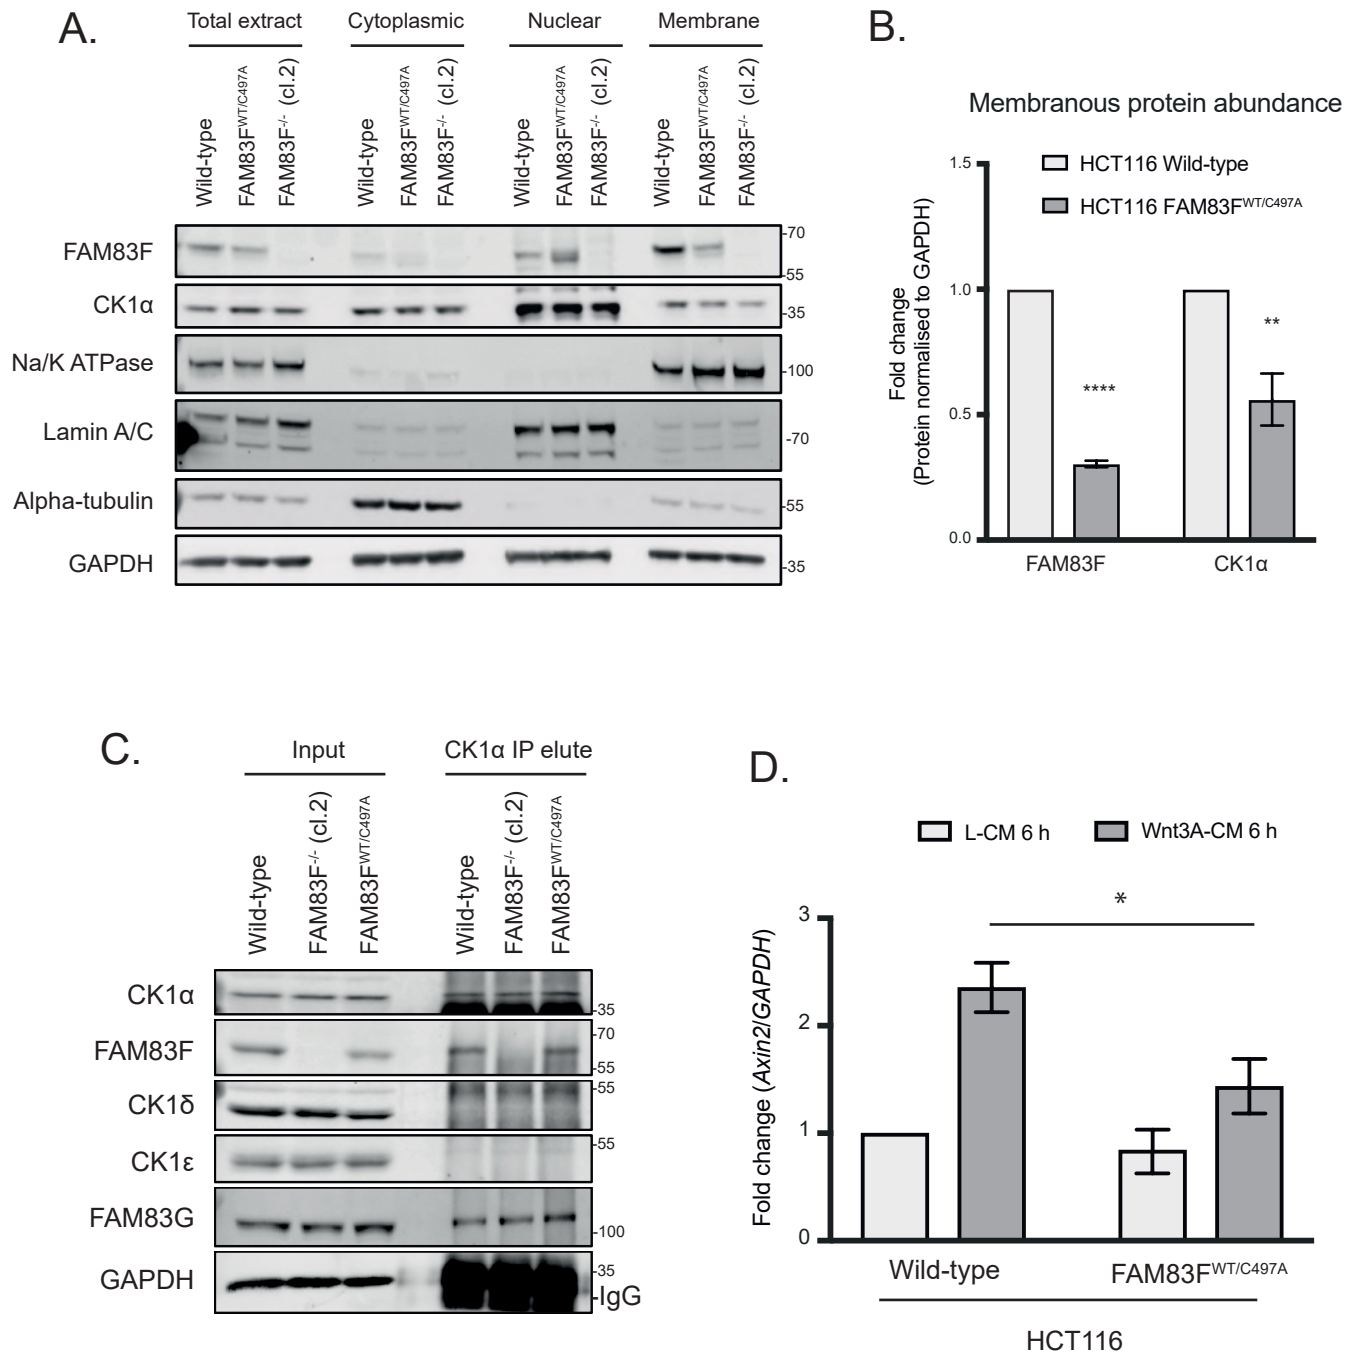 A.
Total extract Cytoplasmic Nuclear Membrane
Wild-type FAM83F^WT/C497A FAM83F^-/- (cl.2) Wild-type FAM83F^WT/C497A FAM83F^-/- (cl.2) Wild-type FAM83F^WT/C497A FAM83F^-/- (cl.2) Wild-type FAM83F^WT/C497A FAM83F^-/- (cl.2)
FAM83F -70
-55
CK1α -35
Na/K ATPase -100
Lamin A/C -70
Alpha-tubulin -55
GAPDH -35
B.
Membranous protein abundance
HCT116 Wild-type
HCT116 FAM83F^WT/C497A
Fold change
(Protein normalised to GAPDH)
1.5
1.0
0.5
0.0
****
**
FAM83F CK1α
C.
Input CK1α IP elute
Wild-type FAM83F^-/- (cl.2) FAM83F^WT/C497A Wild-type FAM83F^-/- (cl.2) FAM83F^WT/C497A
CK1α -35
FAM83F -70
-55
CK1δ -55
CK1ε -55
FAM83G -100
GAPDH -35
-IgG
D.
L-CM 6 h Wnt3A-CM 6 h
Fold change (Axin2/GAPDH)
3
2
1
0
*
Wild-type FAM83F^WT/C497A
HCT116